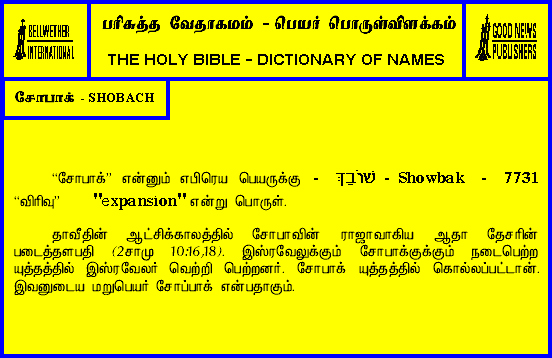 BELLWETHER
INTERNATIONAL
பரிசுத்த வேதாகமம் - பெயர் பொருள்விளக்கம்
THE HOLY BIBLE - DICTIONARY OF NAMES
GOOD NEWS
PUBLISHERS
சோபாக் - SHOBACH
“சோபாக்” என்னும் எபிரெய பெயருக்கு - שׁוֹבָךְ - Showbak - 7731
“விரிவு” "expansion" என்று பொருள்.
தாவீதின் ஆட்சிக்காலத்தில் சோபாவின் ராஜாவாகிய ஆதா தேசரின்
படைத்தளபதி (2சாமு 10:16,18). இஸ்ரவேலுக்கும் சோபாக்குக்கும் நடைபெற்ற
யுத்தத்தில் இஸ்ரவேலர் வெற்றி பெற்றனர். சோபாக் யுத்தத்தில் கொல்லப்பட்டான்.
இவனுடைய மறுபெயர் சோப்பாக் என்பதாகும்.